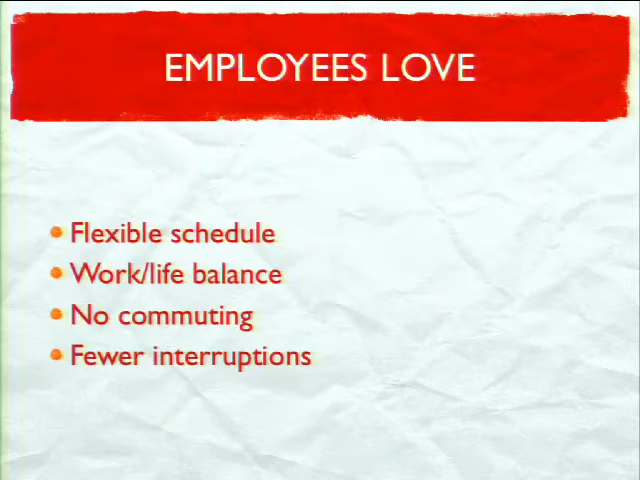 EMPLOYEES LOVE
Flexible schedule
Work/life balance
No commuting
Fewer interruptions